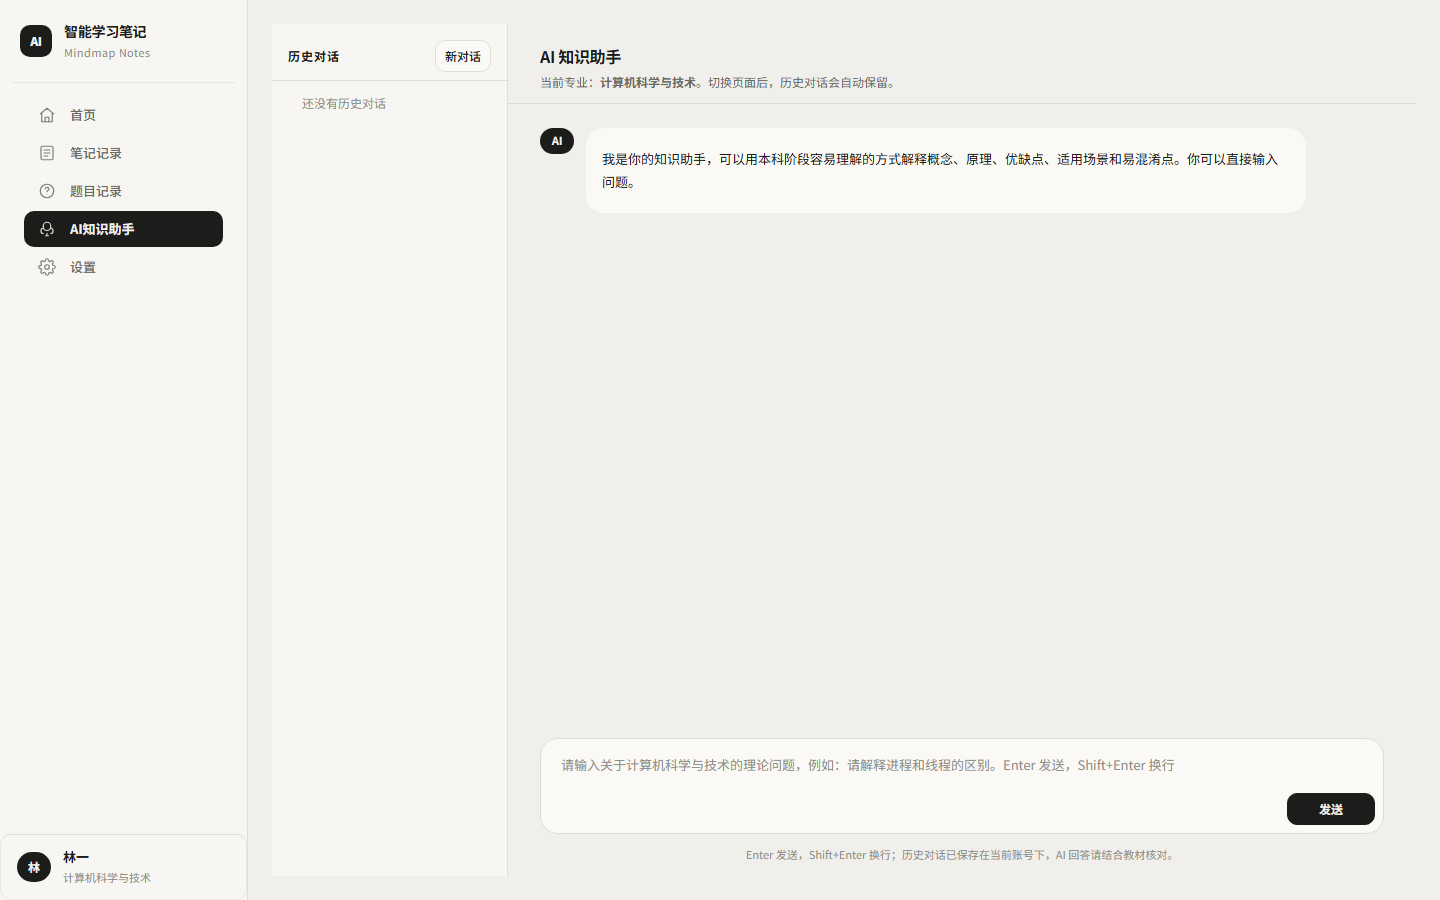 AI
智能学习笔记
Mindmap Notes
首页
笔记记录
题目记录
AI知识助手
设置
林
林一
计算机科学与技术
历史对话
新对话
还没有历史对话
AI 知识助手
当前专业：计算机科学与技术。切换页面后，历史对话会自动保留。
AI
我是你的知识助手，可以用本科阶段容易理解的方式解释概念、原理、优缺点、适用场景和易混淆点。你可以直接输入
问题。
请输入关于计算机科学与技术的理论问题，例如：请解释进程和线程的区别。Enter 发送，Shift+Enter 换行
发送
Enter 发送，Shift+Enter 换行；历史对话已保存在当前账号下，AI 回答请结合教材核对。